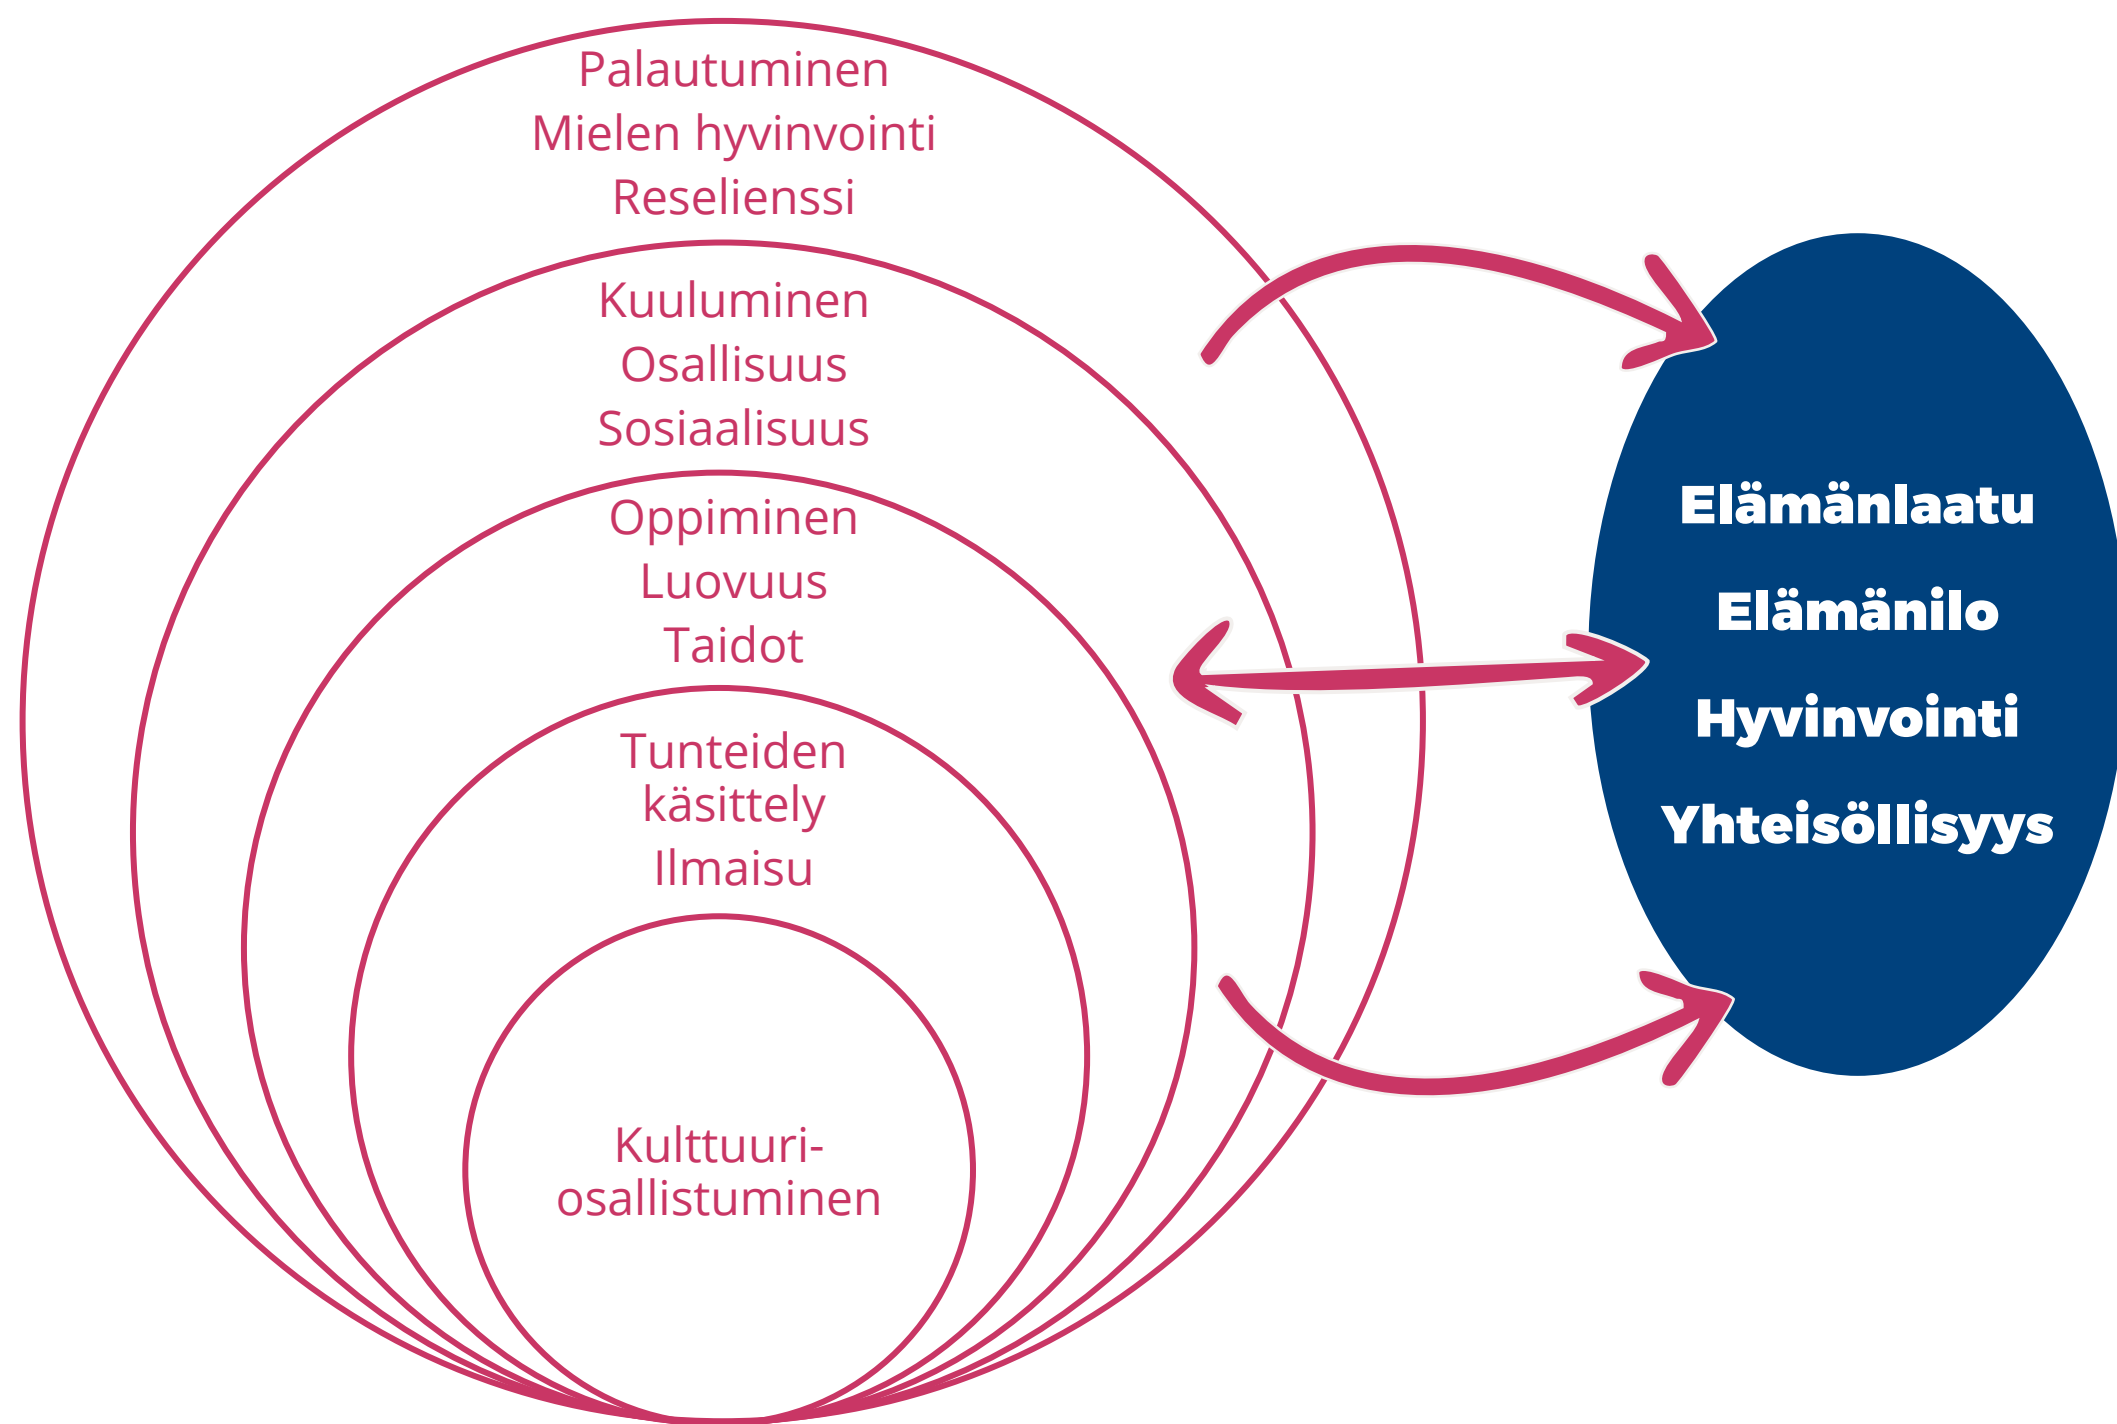 Palautuminen
Mielen hyvinvointi
Reselienssi
Kuuluminen
Osallisuus
Sosiaalisuus
Oppiminen
Luovuus
Taidot
Tunteiden
käsittely
Ilmaisu
Kulttuuri-
osallistuminen
Elämänlaatu
Elämänilo
Hyvinvointi
Yhteisöllisyys